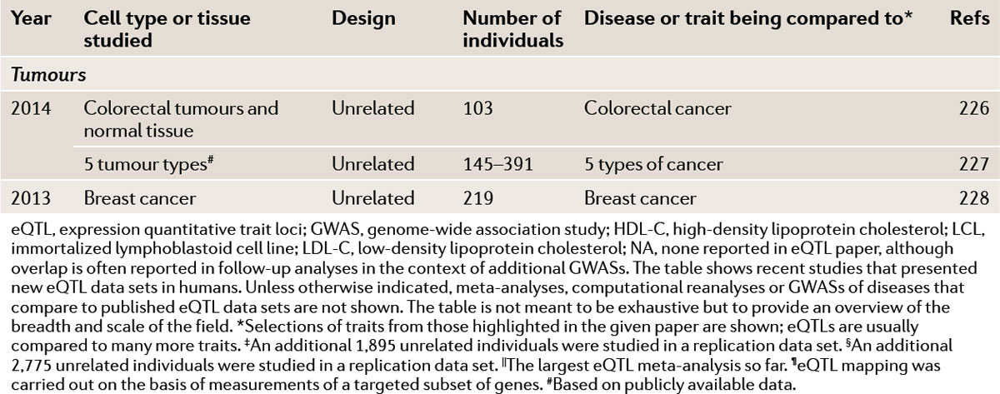 Year Cell type or tissue studied Design Number of individuals Disease or trait being compared to* Refs
Tumours
2014 Colorectal tumours and normal tissue Unrelated 103 Colorectal cancer 226
5 tumour types# Unrelated 145–391 5 types of cancer 227
2013 Breast cancer Unrelated 219 Breast cancer 228
eQTL, expression quantitative trait loci; GWAS, genome-wide association study; HDL-C, high-density lipoprotein cholesterol; LCL,
immortalized lymphoblastoid cell line; LDL-C, low-density lipoprotein cholesterol; NA, none reported in eQTL paper, although
overlap is often reported in follow-up analyses in the context of additional GWASs. The table shows recent studies that presented
new eQTL data sets in humans. Unless otherwise indicated, meta-analyses, computational reanalyses or GWASs of diseases that
compare to published eQTL data sets are not shown. The table is not meant to be exhaustive but to provide an overview of the
breadth and scale of the field. *Selections of traits from those highlighted in the given paper are shown; eQTLs are usually
compared to many more traits. ‡An additional 1,895 unrelated individuals were studied in a replication data set. §An additional
2,775 unrelated individuals were studied in a replication data set. ||The largest eQTL meta-analysis so far. ¶eQTL mapping was
carried out on the basis of measurements of a targeted subset of genes. #Based on publicly available data.